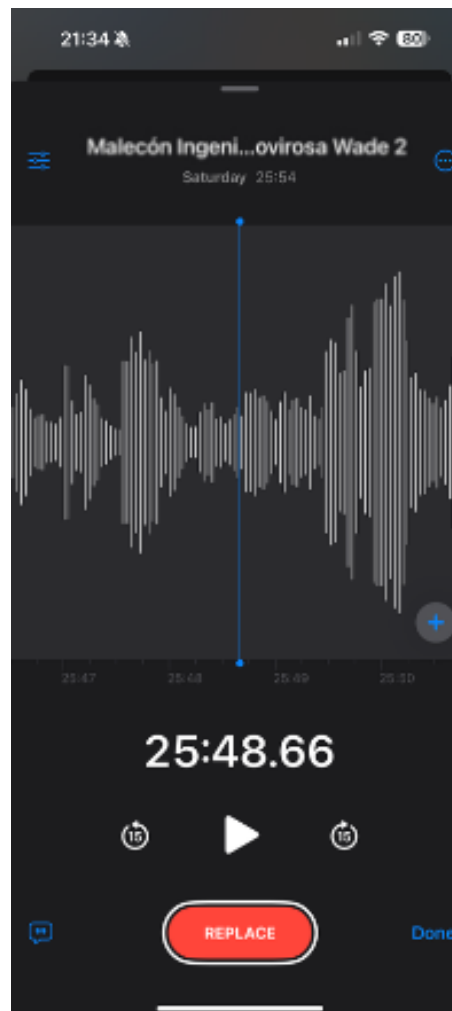 21:34
80
Malecón Ingeni...ovirosa Wade 2
Saturday 25:54
25:47 25:48 25:49 25:50
25:48.66
15 15
REPLACE
Done